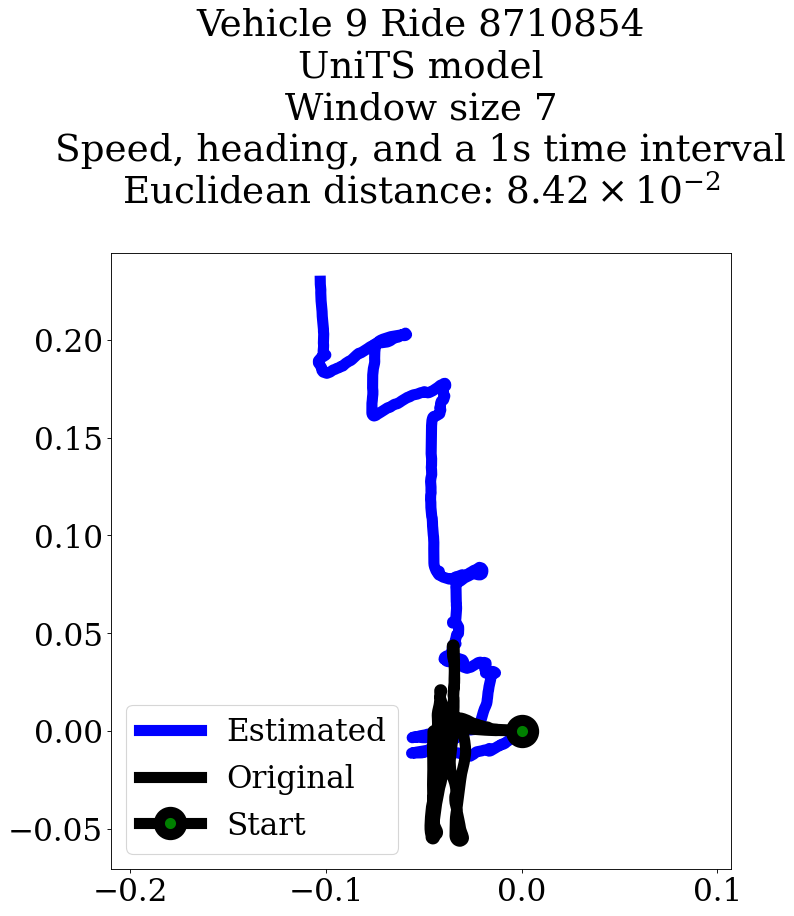 Vehicle 9 Ride 8710854
UniTS model
Window size 7
Speed, heading, and a 1s time interval
Euclidean distance: 8.42 × 10⁻²
0.20
0.15
0.10
0.05
0.00
−0.05
Estimated
Original
Start
−0.2
−0.1
0.0
0.1